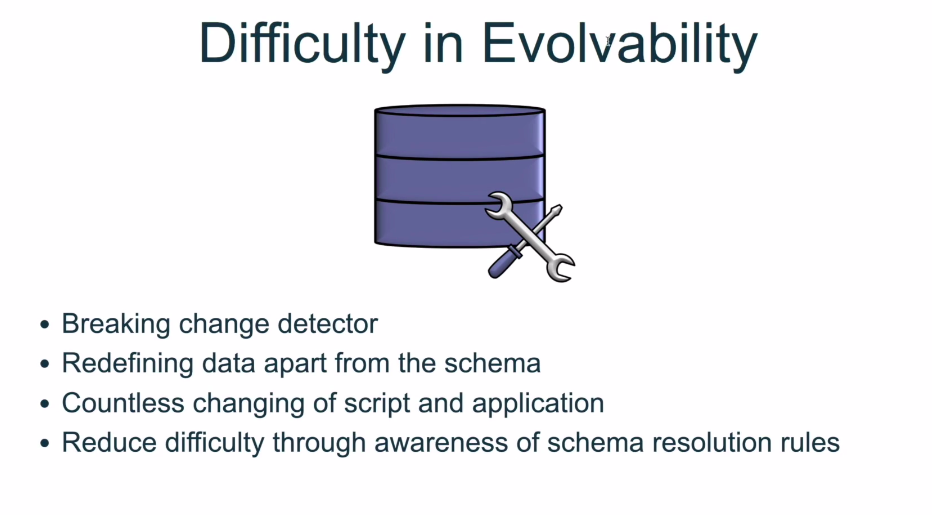 Difficulty in Evolvability
• Breaking change detector
• Redefining data apart from the schema
• Countless changing of script and application
• Reduce difficulty through awareness of schema resolution rules